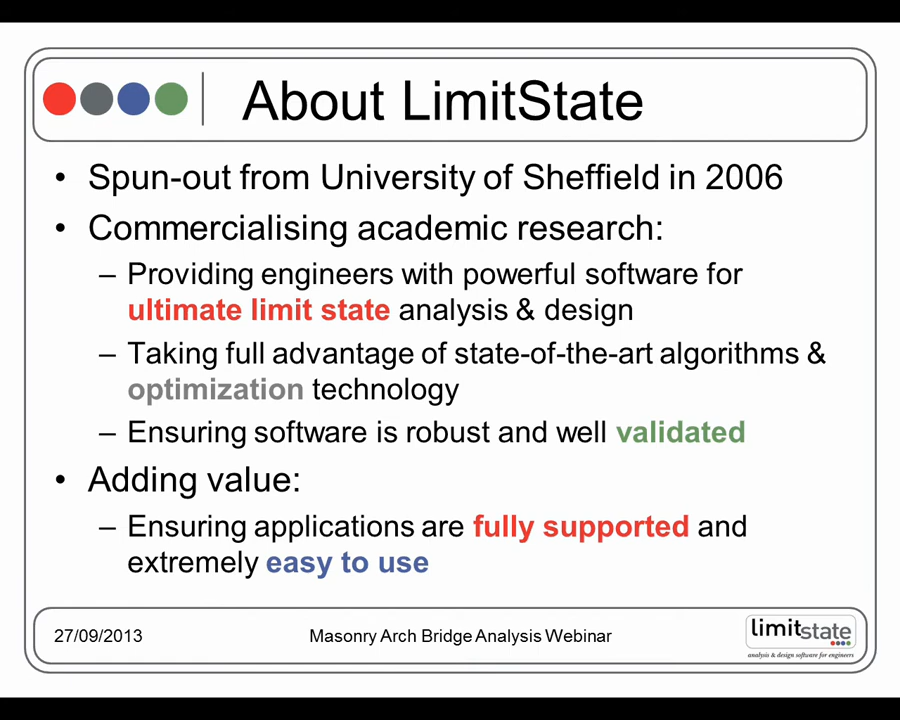 About LimitState
• Spun-out from University of Sheffield in 2006
• Commercialising academic research:
– Providing engineers with powerful software for
ultimate limit state analysis & design
– Taking full advantage of state-of-the-art algorithms &
optimization technology
– Ensuring software is robust and well validated
• Adding value:
– Ensuring applications are fully supported and
extremely easy to use
27/09/2013
Masonry Arch Bridge Analysis Webinar
limitstate
analysis & design software for engineers